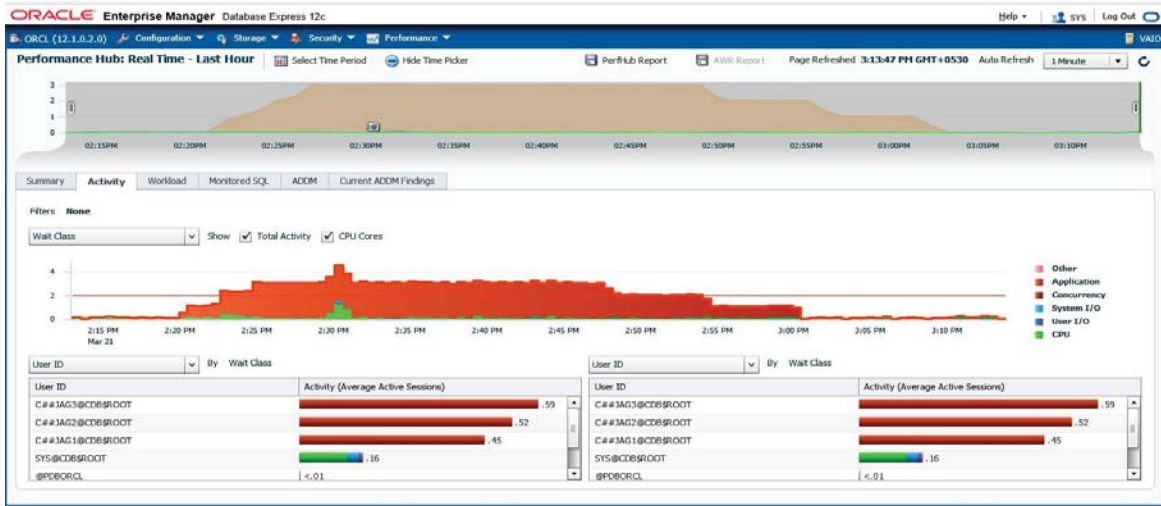 ORACLE Enterprise Manager Database Express 12c Help SYS Log Out
ORCL (12.1.0.2.0) Configuration Storage Security Performance VAIO
Performance Hub: Real Time - Last Hour Select Time Period Hide Time Picker PerfHub Report AWR Report Page Refreshed 3:13:47 PM GMT+0530 Auto Refresh 1 Minute
3
2
1
0
02:15PM 02:20PM 02:25PM 02:30PM 02:35PM 02:40PM 02:45PM 02:50PM 02:55PM 03:00PM 03:05PM 03:10PM
Summary Activity Workload Monitored SQL ADDM Current ADDM Findings
Filters None
Wait Class Show Total Activity CPU Cores
4
2
0
2:15 PM 2:20 PM 2:25 PM 2:30 PM 2:35 PM 2:40 PM 2:45 PM 2:50 PM 2:55 PM 3:00 PM 3:05 PM 3:10 PM
Mar 21
Other
Application
Concurrency
System I/O
User I/O
CPU
User ID By Wait Class User ID By Wait Class
User ID Activity (Average Active Sessions) User ID Activity (Average Active Sessions)
C##JAG3@CDB$ROOT .59 C##JAG3@CDB$ROOT .59
C##JAG2@CDB$ROOT .52 C##JAG2@CDB$ROOT .52
C##JAG1@CDB$ROOT .45 C##JAG1@CDB$ROOT .45
SYS@CDB$ROOT .16 SYS@CDB$ROOT .16
@PDBORCL <.01 @PDBORCL <.01